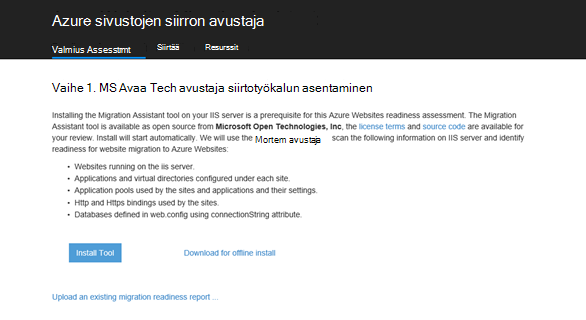 Azure sivustojen siirron avustaja
Valmius Assesstmt Siirtää Resurssit
Vaihe 1. MS Avaa Tech avustaja siirtotyökalun asentaminen
Installing the Migration Assistant tool on your IIS server is a prerequisite for this Azure Websites readiness assessment. The Migration
Assistant tool is available as open source from Microsoft Open Technologies, Inc, the license terms and source code are available for
your review. Install will start automatically. We will use the Mortem avustaja scan the following information on IIS server and identify
readiness for website migration to Azure Websites:
• Websites running on the iis server.
• Applications and virtual directories configured under each site.
• Application pools used by the sites and applications and their settings.
• Http and Https bindings used by the sites.
• Databases defined in web.config using connectionString attribute.
Install Tool Download for offline install
Upload an existing migration readiness report ...